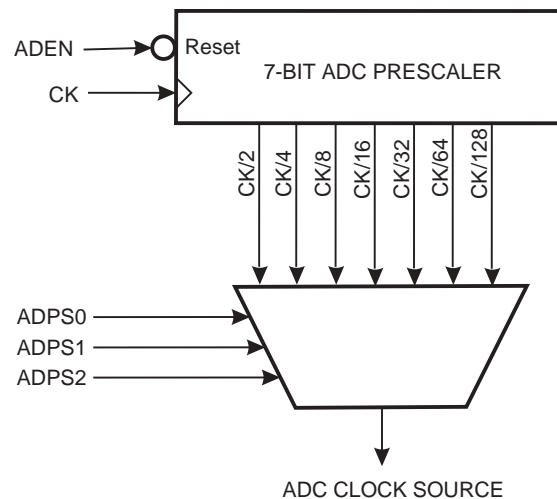 ADEN
Reset
7-BIT ADC PRESCALER
CK
CK/2
CK/4
CK/8
CK/16
CK/32
CK/64
CK/128
ADPS0
ADPS1
ADPS2
ADC CLOCK SOURCE